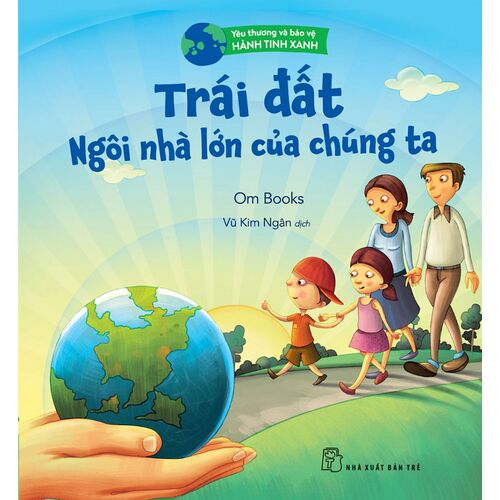 Yêu thương và bảo vệ
HÀNH TINH XANH
Trái đất
Ngôi nhà lớn của chúng ta
Om Books
Vũ Kim Ngân dịch
NHÀ XUẤT BẢN TRẺ